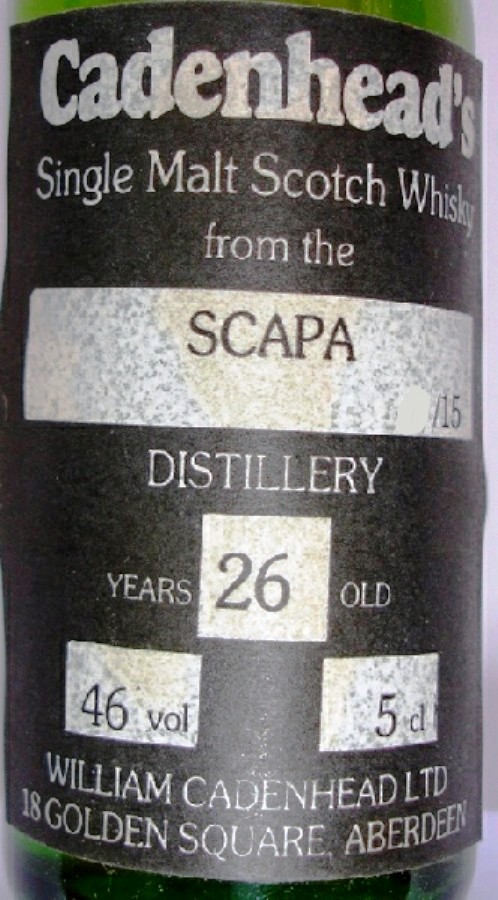 Cadenhead's
Single Malt Scotch Whisky
from the
SCAPA
/15
DISTILLERY
YEARS 26 OLD
46 vol 5 cl
WILLIAM CADENHEAD LTD
18 GOLDEN SQUARE, ABERDEEN